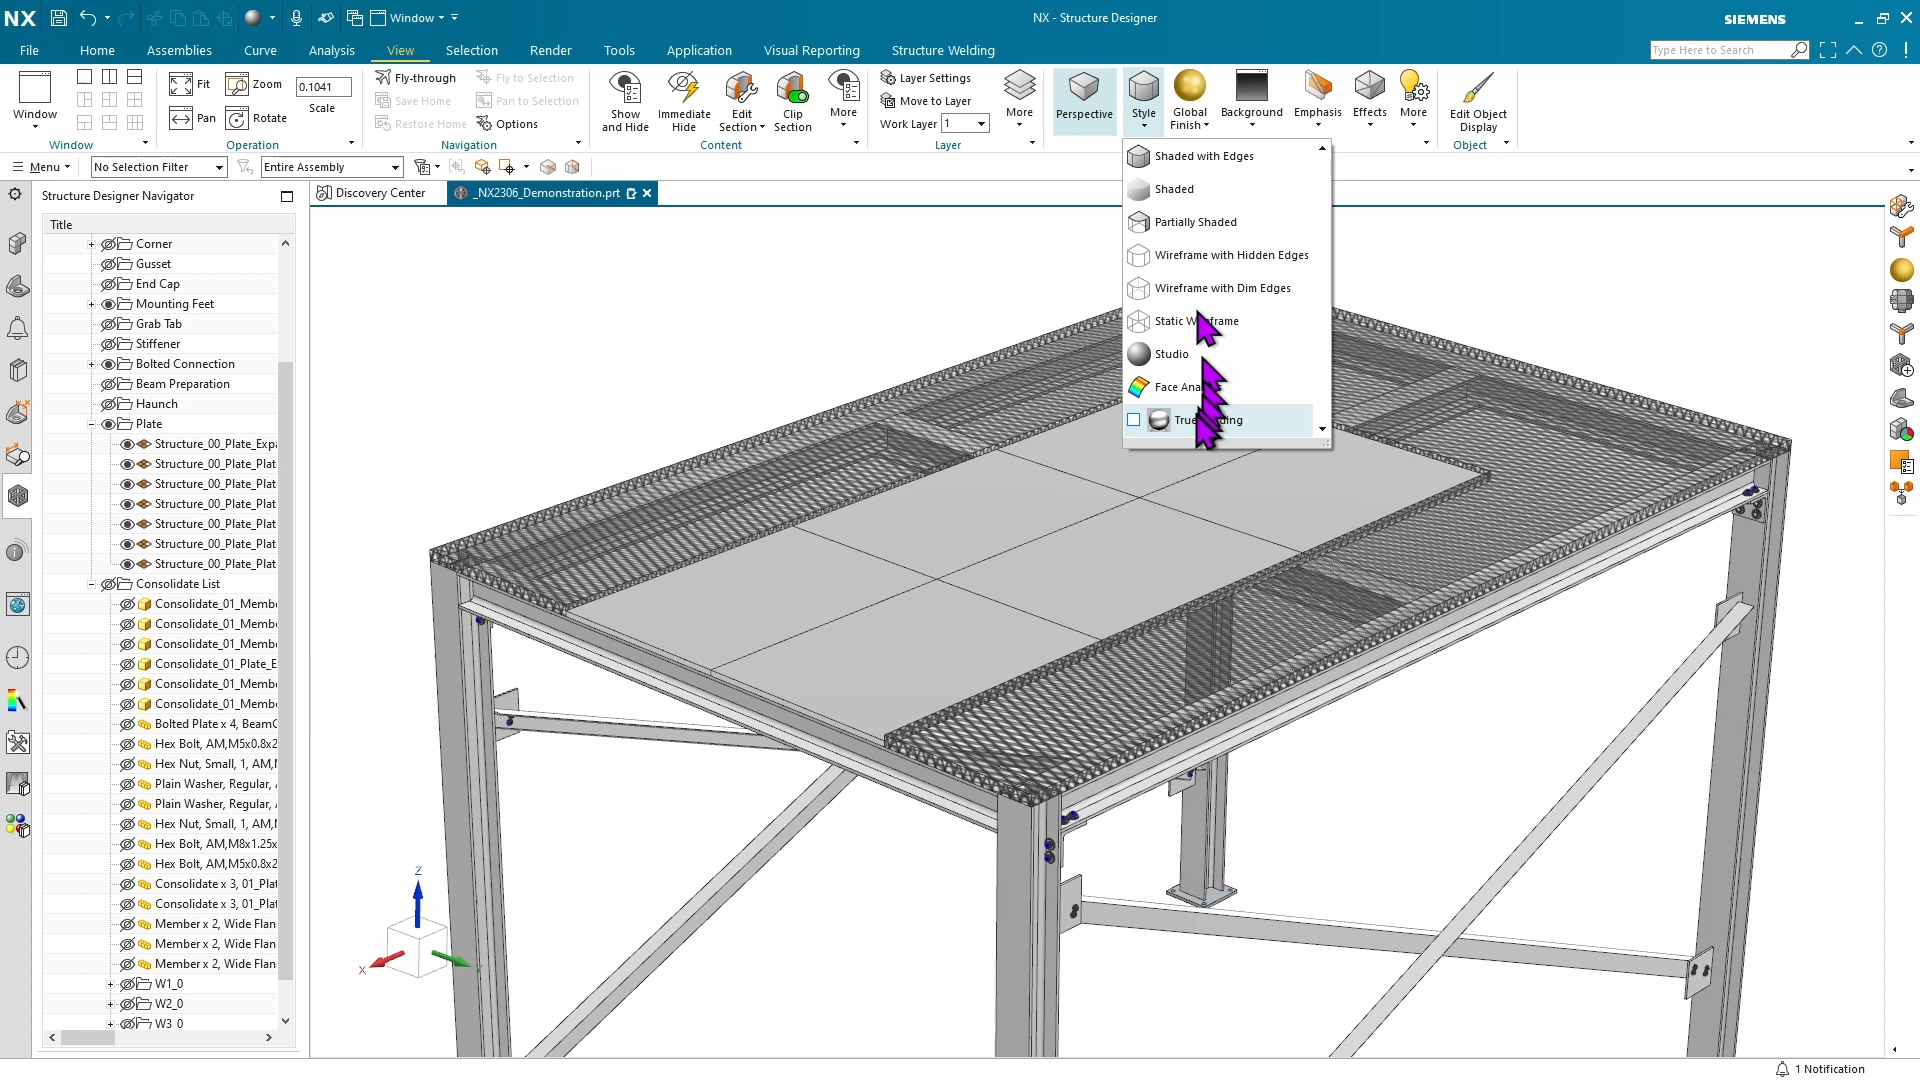 NX
Window
NX - Structure Designer
SIEMENS
File
Home
Assemblies
Curve
Analysis
View
Selection
Render
Tools
Application
Visual Reporting
Structure Welding
Type Here to Search
Window
Fit
Zoom
0.1041
Pan
Rotate
Scale
Fly-through
Save Home
Restore Home
Fly to Selection
Pan to Selection
Options
Show and Hide
Immediate Hide
Edit Section
Clip Section
More
Layer Settings
Move to Layer
Work Layer 1
More
Perspective
Style
Global Finish
Background
Emphasis
Effects
More
Edit Object Display
Window
Operation
Navigation
Content
Layer
Object
Menu
No Selection Filter
Entire Assembly
Shaded with Edges
Shaded
Partially Shaded
Wireframe with Hidden Edges
Wireframe with Dim Edges
Static Wireframe
Studio
Face Ana
True
ing
Structure Designer Navigator
Discovery Center
_NX2306_Demonstration.prt
Title
Corner
Gusset
End Cap
Mounting Feet
Grab Tab
Stiffener
Bolted Connection
Beam Preparation
Haunch
Plate
Structure_00_Plate_Expa
Structure_00_Plate_Plat
Structure_00_Plate_Plat
Structure_00_Plate_Plat
Structure_00_Plate_Plat
Structure_00_Plate_Plat
Structure_00_Plate_Plat
Consolidate List
Consolidate_01_Membe
Consolidate_01_Membe
Consolidate_01_Membe
Consolidate_01_Plate_E
Consolidate_01_Membe
Consolidate_01_Membe
Bolted Plate x 4, BeamC
Hex Bolt, AM,M5x0.8x2
Hex Nut, Small, 1, AM,
Plain Washer, Regular,
Plain Washer, Regular,
Hex Nut, Small, 1, AM,
Hex Bolt, AM,M8x1.25x
Hex Bolt, AM,M5x0.8x2
Consolidate x 3, 01_Plat
Consolidate x 3, 01_Plat
Member x 2, Wide Flan
Member x 2, Wide Flan
Member x 2, Wide Flan
W1_0
W2_0
W3_0
Z
X
1 Notification